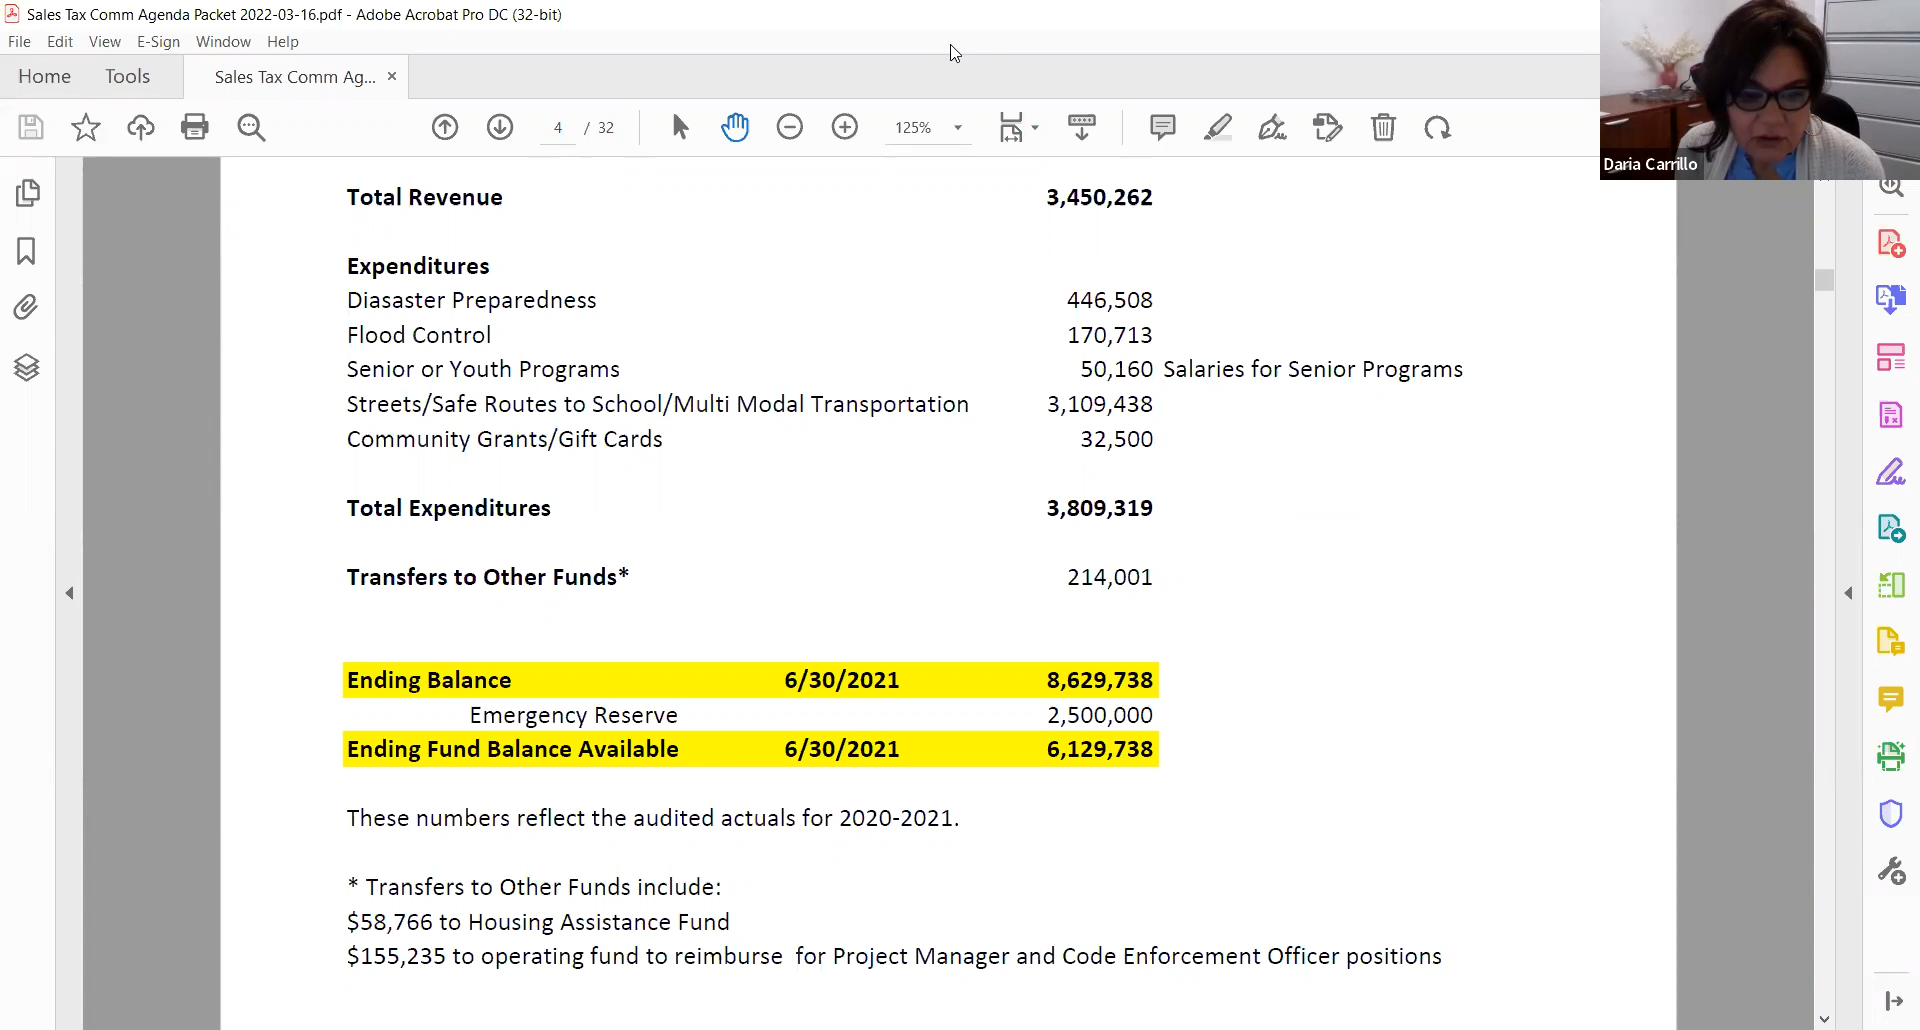 Sales Tax Comm Agenda Packet 2022-03-16.pdf - Adobe Acrobat Pro DC (32-bit)
File Edit View E-Sign Window Help
Home Tools Sales Tax Comm Ag... ×
4 / 32 125%
Daria Carrillo
Total Revenue 3,450,262
Expenditures
Diasaster Preparedness 446,508
Flood Control 170,713
Senior or Youth Programs 50,160 Salaries for Senior Programs
Streets/Safe Routes to School/Multi Modal Transportation 3,109,438
Community Grants/Gift Cards 32,500
Total Expenditures 3,809,319
Transfers to Other Funds* 214,001
Ending Balance 6/30/2021 8,629,738
Emergency Reserve 2,500,000
Ending Fund Balance Available 6/30/2021 6,129,738
These numbers reflect the audited actuals for 2020-2021.
* Transfers to Other Funds include:
$58,766 to Housing Assistance Fund
$155,235 to operating fund to reimburse for Project Manager and Code Enforcement Officer positions